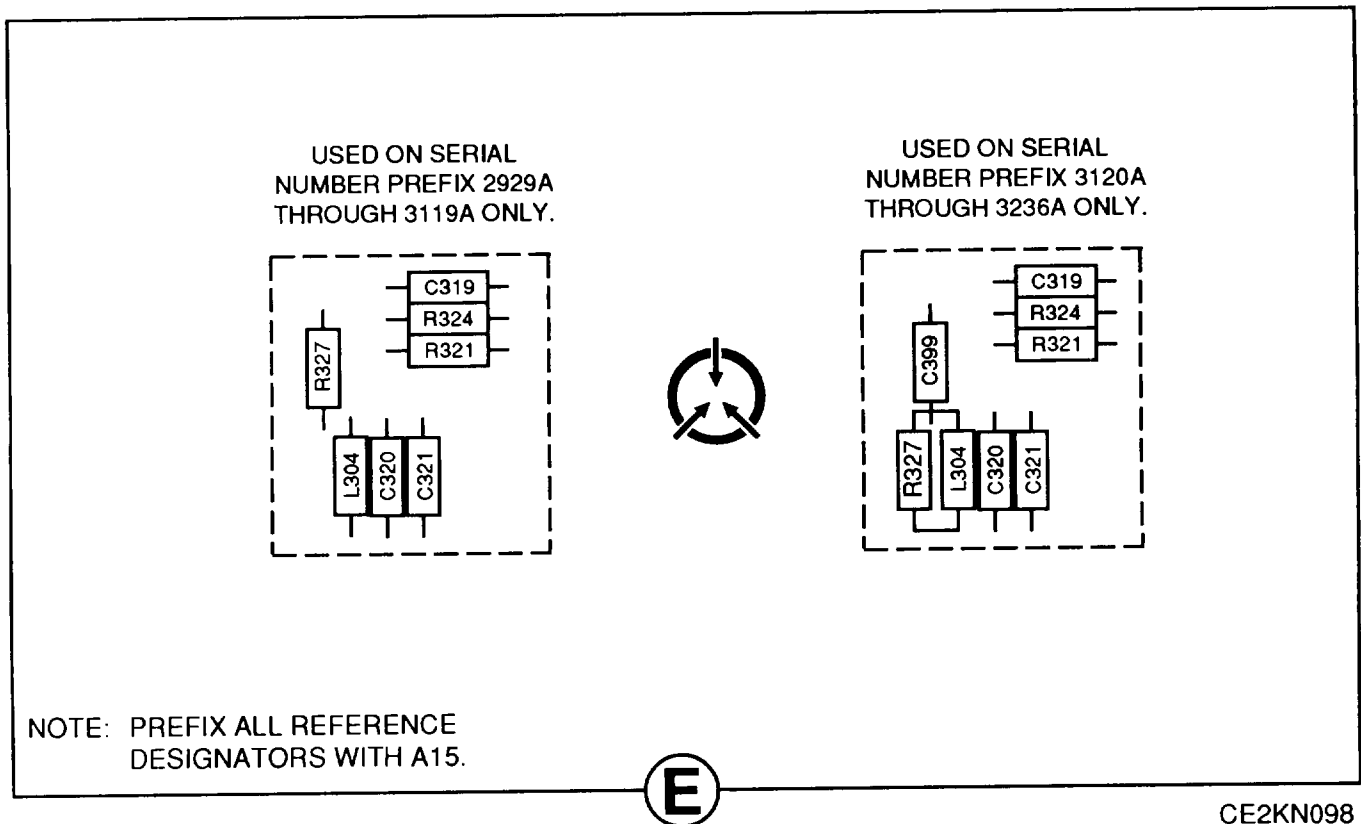 USED ON SERIAL
NUMBER PREFIX 2929A
THROUGH 3119A ONLY.
C319
R324
R321
R327
L304
C320
C321
USED ON SERIAL
NUMBER PREFIX 3120A
THROUGH 3236A ONLY.
C319
R324
R321
C399
R327
L304
C320
C321
NOTE: PREFIX ALL REFERENCE
DESIGNATORS WITH A15.
E
CE2KN098